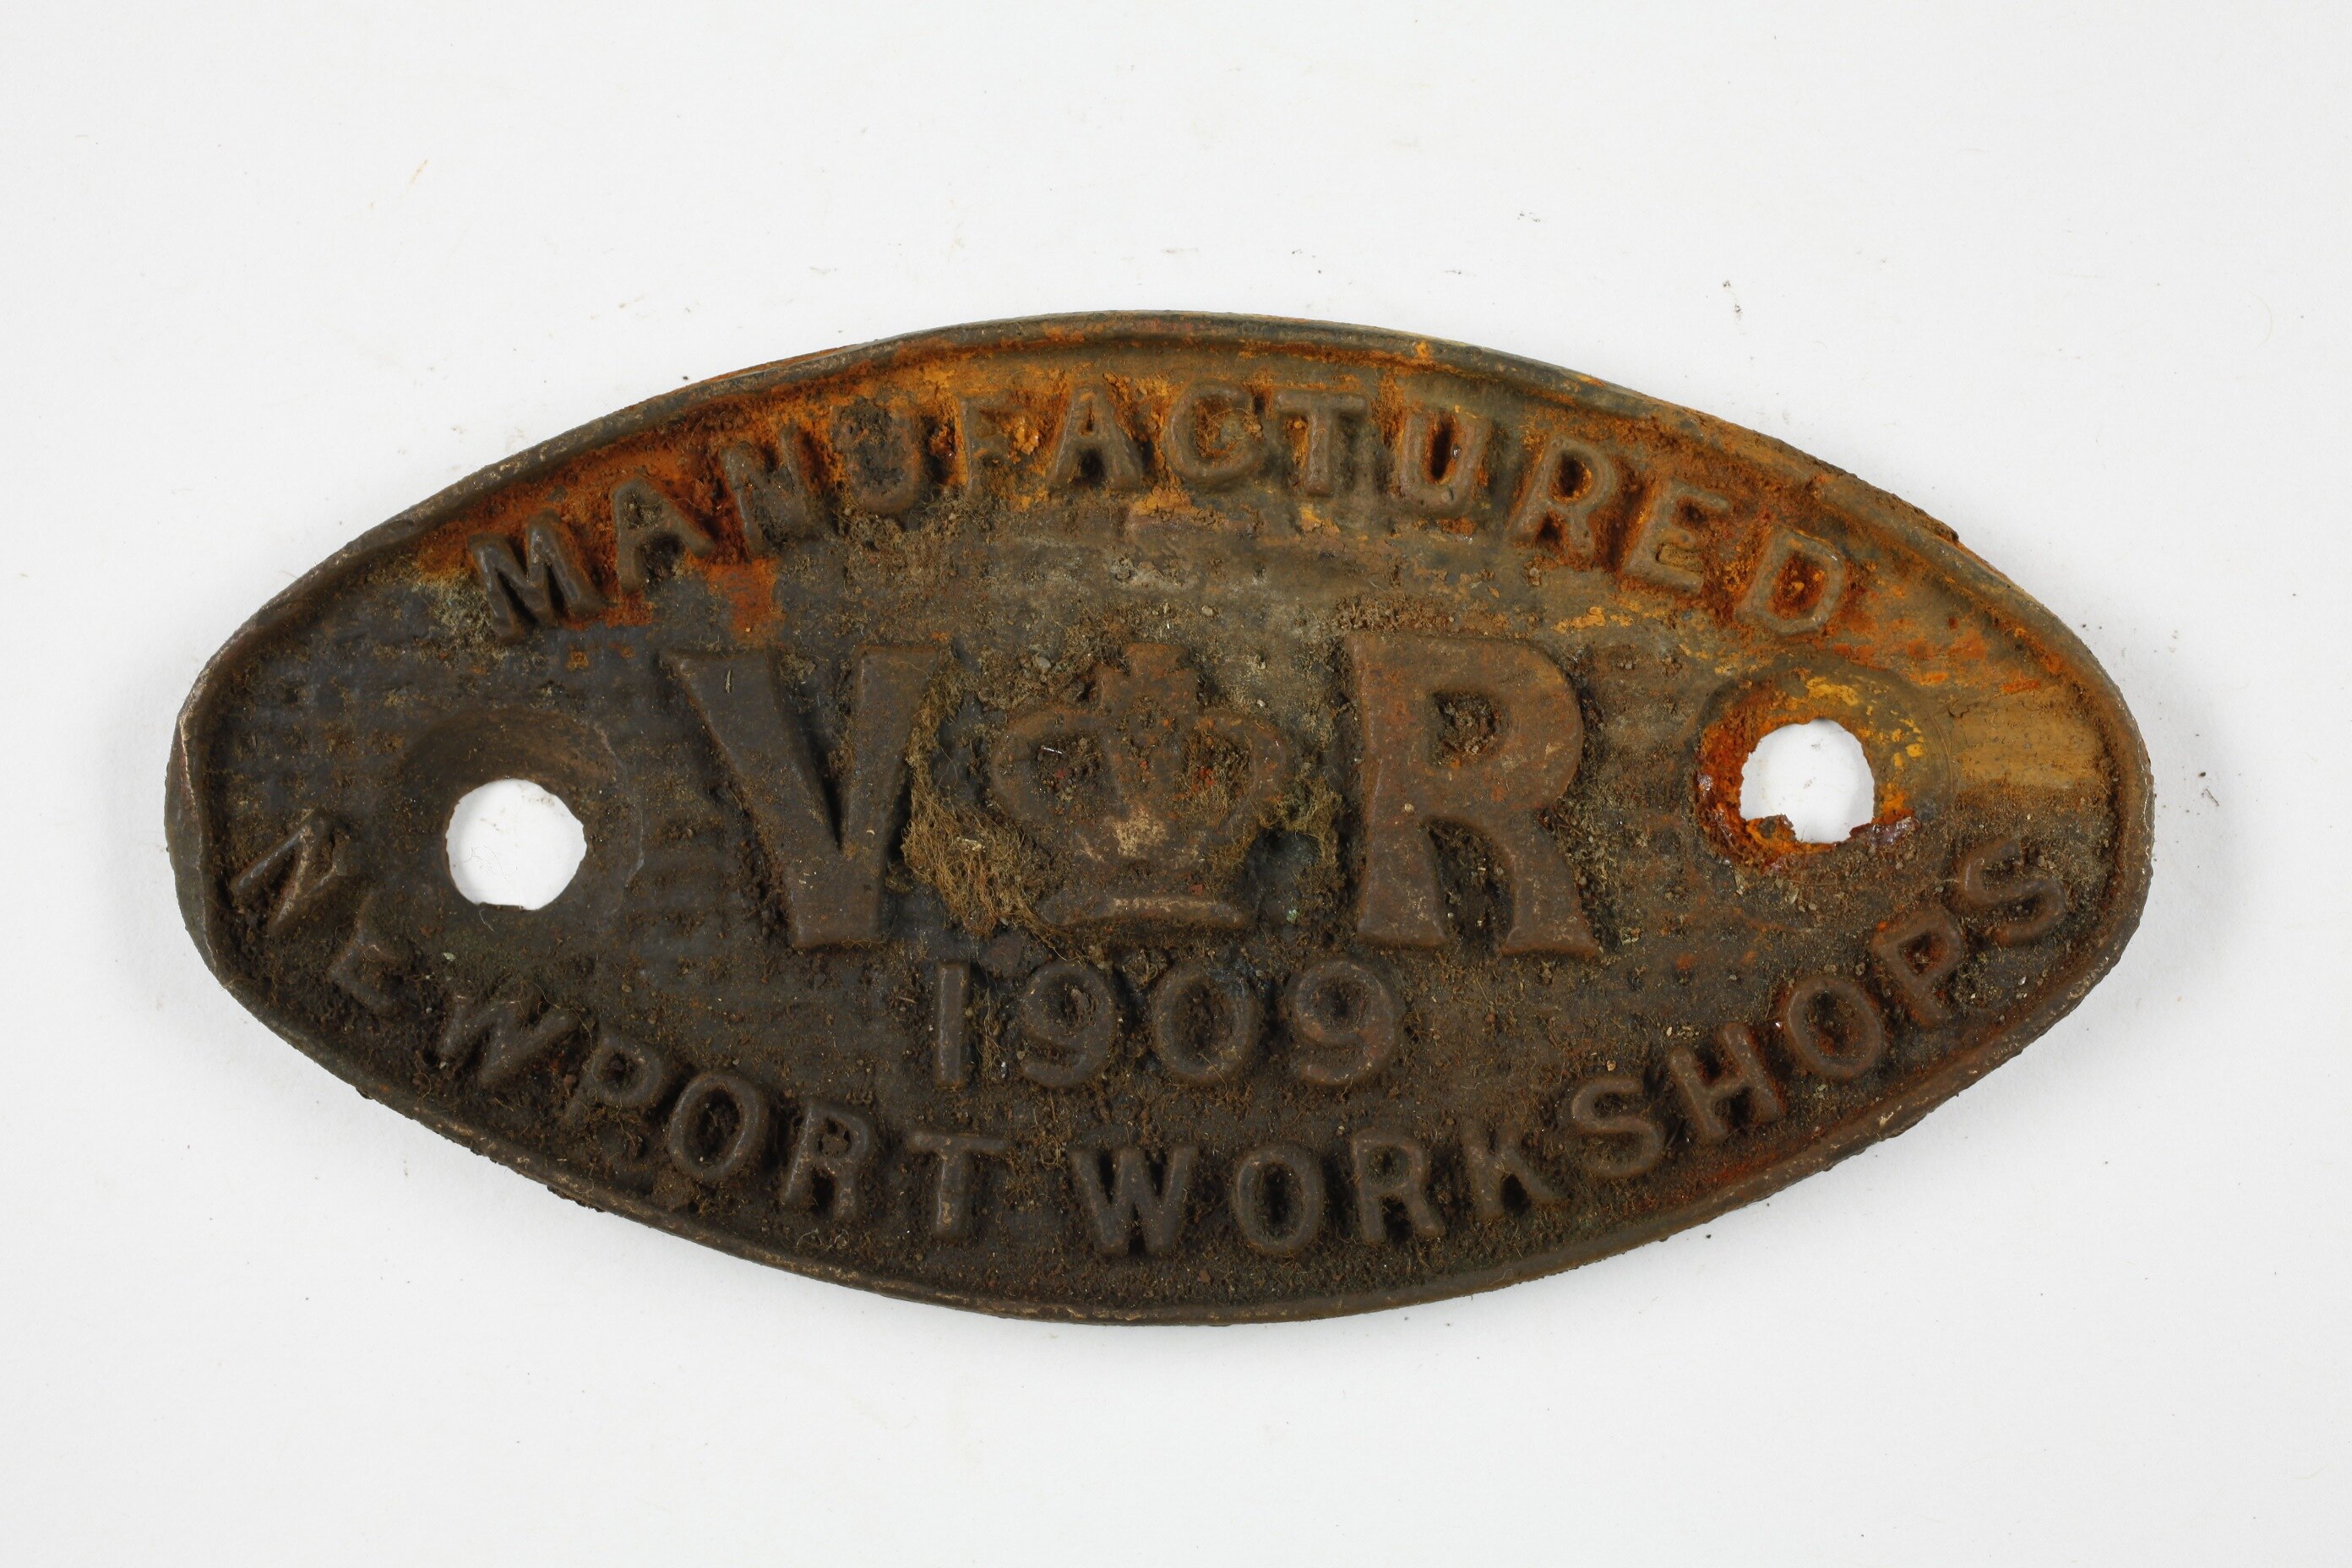 MANUFACTURED
V R
1909
NEWPORT WORKSHOPS